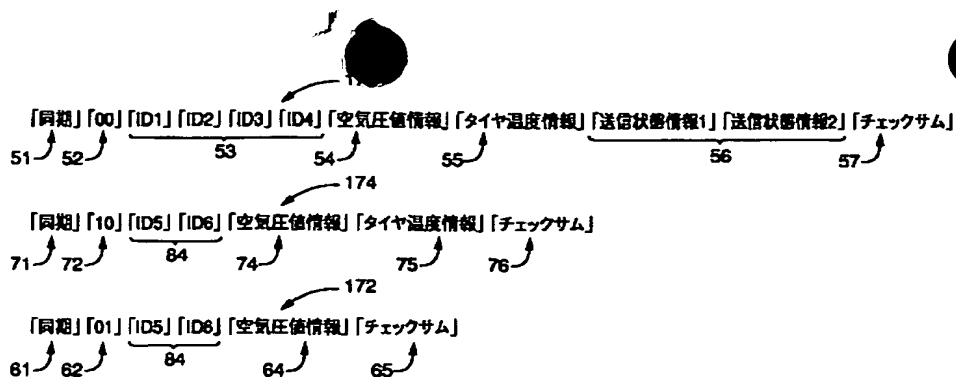 「同期」「00」「ID1」「ID2」「ID3」「ID4」「空気圧値情報」「タイヤ温度情報」「送信状態情報1」「送信状態情報2」「チェックサム」
51 52 53 54 55 56 57
174
「同期」「10」「ID5」「ID6」「空気圧値情報」「タイヤ温度情報」「チェックサム」
71 72 84 74 75 76
172
「同期」「01」「ID5」「ID6」「空気圧値情報」「チェックサム」
61 62 84 64 65